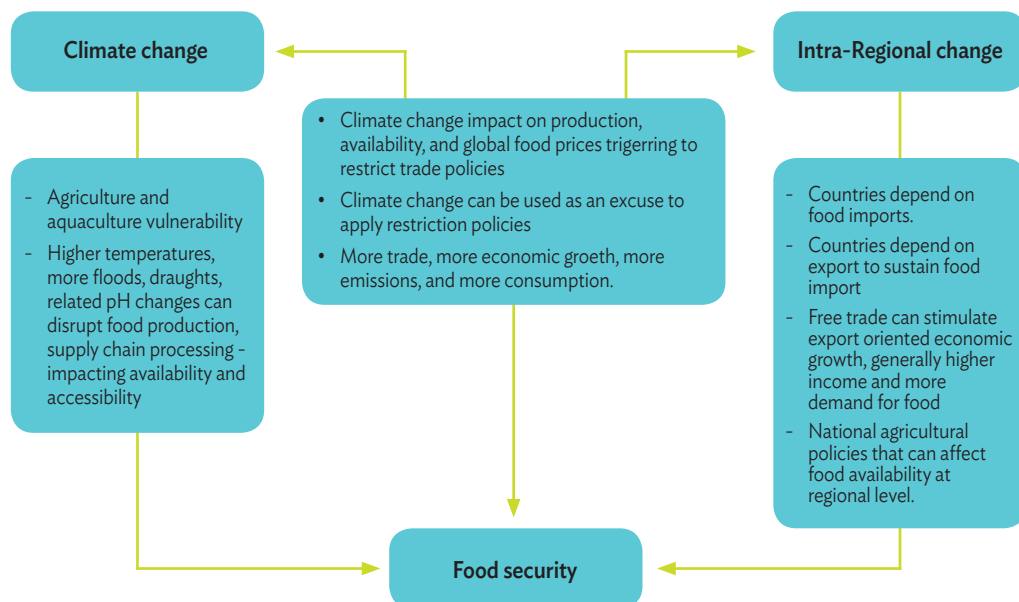 Climate change
Intra-Regional change
• Climate change impact on production,
availability, and global food prices trigerring to
restrict trade policies
• Climate change can be used as an excuse to
apply restriction policies
• More trade, more economic groeth, more
emissions, and more consumption.
- Agriculture and
aquaculture vulnerability
- Higher temperatures,
more floods, draughts,
related pH changes can
disrupt food production,
supply chain processing -
impacting availability and
accessibility
- Countries depend on
food imports.
- Countries depend on
export to sustain food
import
- Free trade can stimulate
export oriented economic
growth, generally higher
income and more
demand for food
- National agricultural
policies that can affect
food availability at
regional level.
Food security